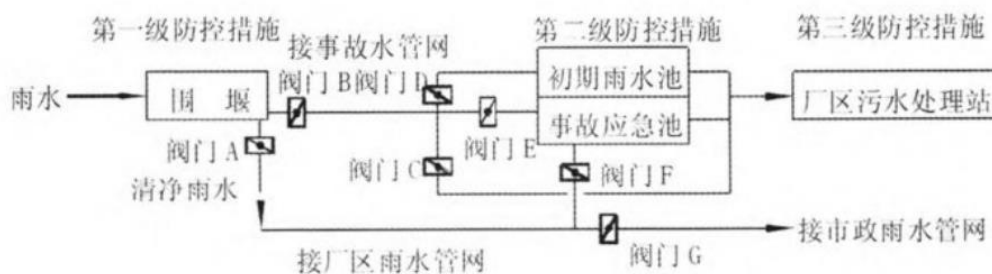 第一级防控措施
第二级防控措施
第三级防控措施
接事故水管网
阀门B阀门D
初期雨水池
雨水
围堰
厂区污水处理站
事故应急池
阀门A
阀门E
阀门C
阀门F
清净雨水
接市政雨水管网
接厂区雨水管网
阀门G